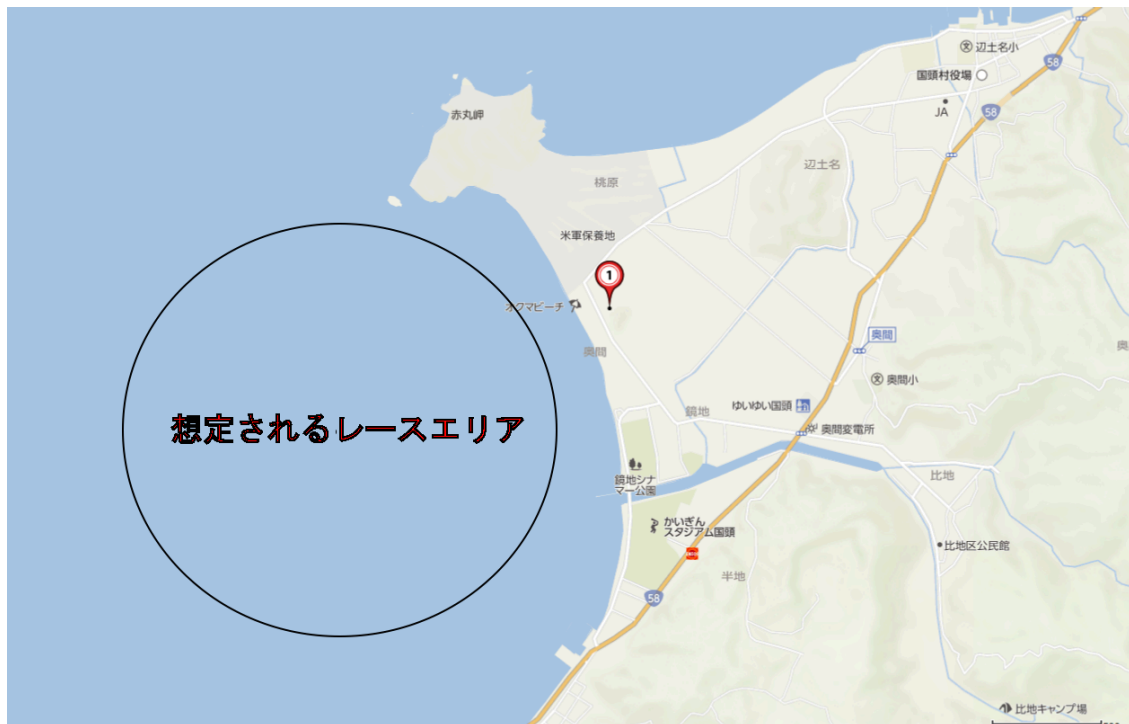 辺土名小
58
国頭村役場
JA
58
赤丸岬
辺土名
桃原
米軍保養地
1
オクマビーチ
奥間
奥間
奥
奥間小
ゆいゆい国頭
鏡地
奥間変電所
想定されるレースエリア
鏡地シナ
マー公園
比地
かいぎん
スタジアム国頭
比地区公民館
半地
58
比地キャンプ場